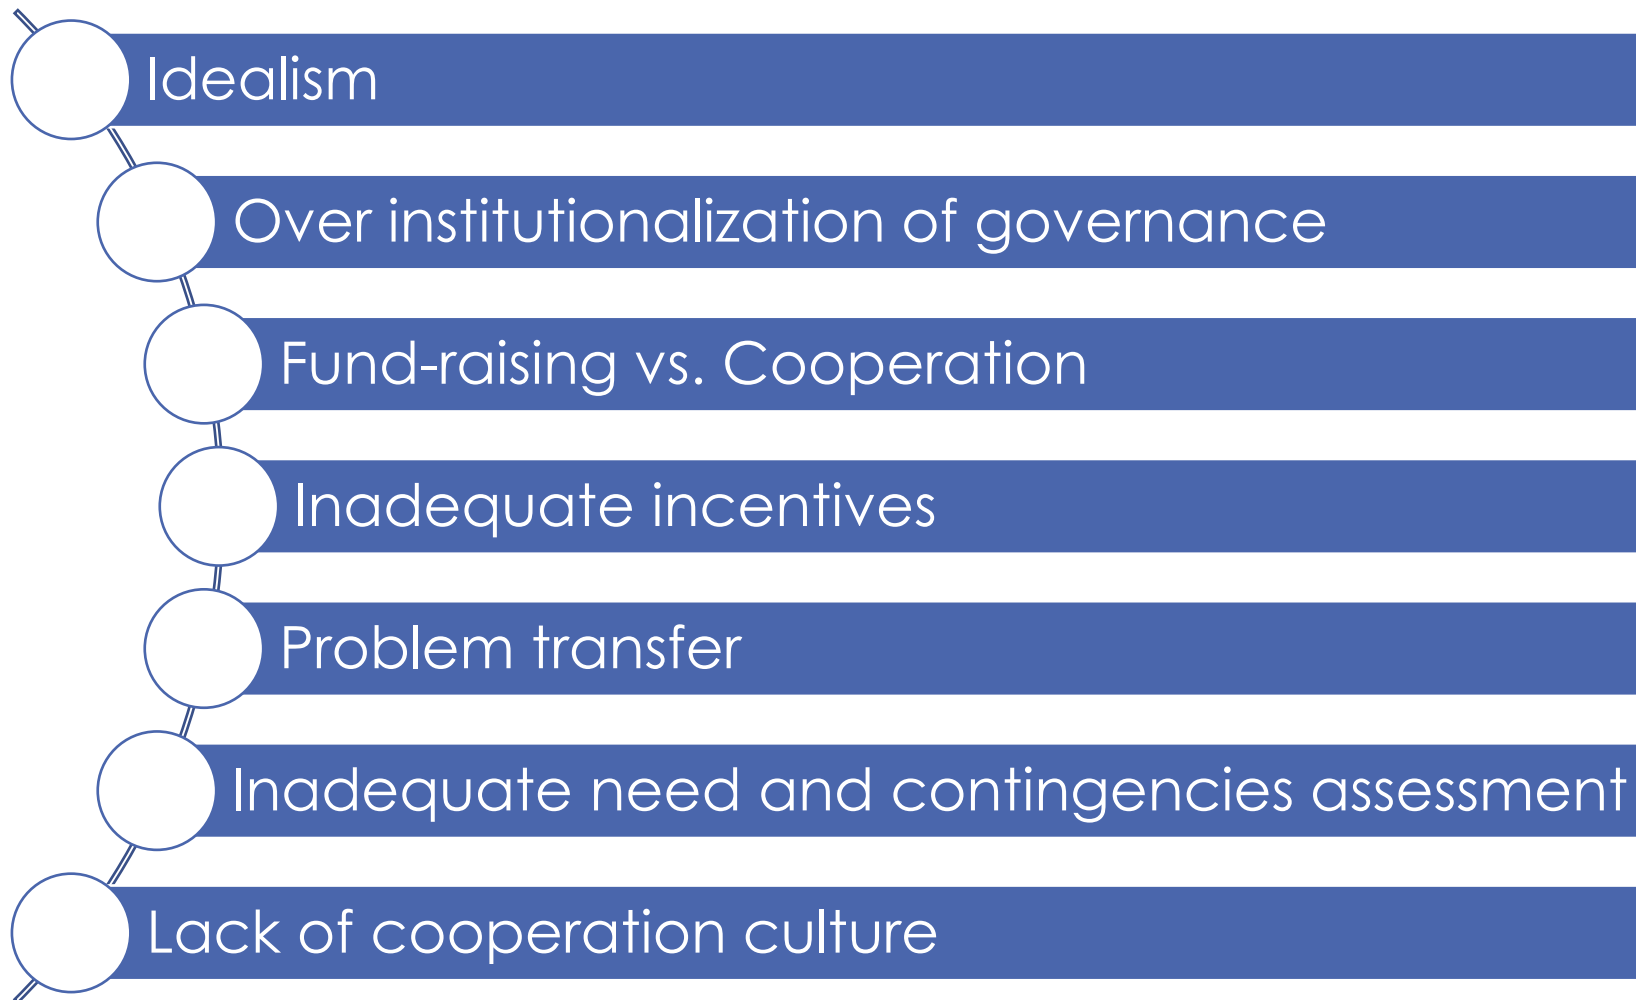 Idealism
Over institutionalization of governance
Fund-raising vs. Cooperation
Inadequate incentives
Problem transfer
Inadequate need and contingencies assessment
Lack of cooperation culture